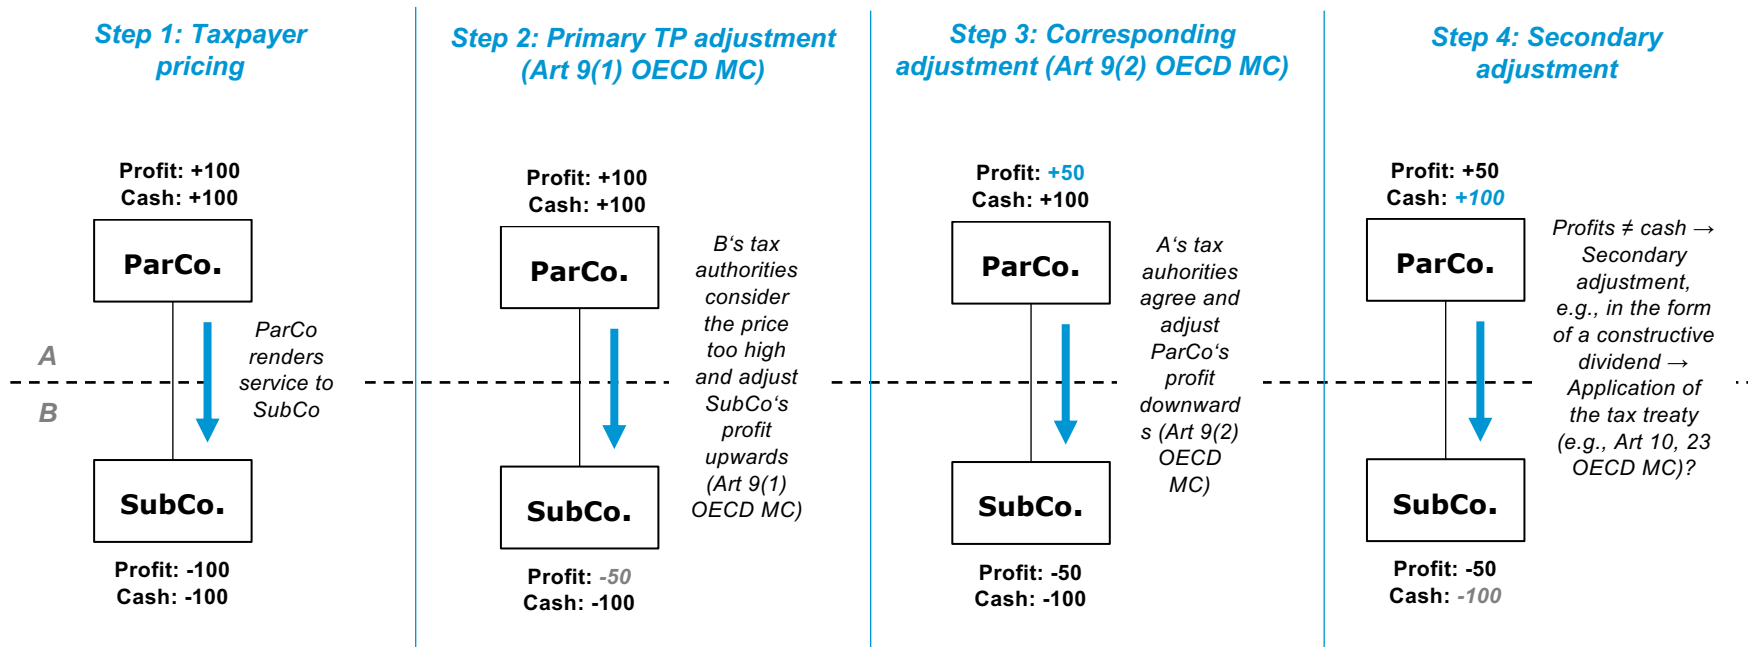 Step 1: Taxpayer
pricing
Profit: +100
Cash: +100
ParCo.
ParCo
renders
service to
SubCo
A
B
SubCo.
Profit: -100
Cash: -100
Step 2: Primary TP adjustment
(Art 9(1) OECD MC)
Profit: +100
Cash: +100
ParCo.
B‘s tax
authorities
consider
the price
too high
and adjust
SubCo‘s
profit
upwards
(Art 9(1)
OECD MC)
SubCo.
Profit: -50
Cash: -100
Step 3: Corresponding
adjustment (Art 9(2) OECD MC)
Profit: +50
Cash: +100
ParCo.
A‘s tax
auhorities
agree and
adjust
ParCo‘s
profit
downward
s (Art 9(2)
OECD
MC)
SubCo.
Profit: -50
Cash: -100
Step 4: Secondary
adjustment
Profit: +50
Cash: +100
ParCo.
Profits ≠ cash →
Secondary
adjustment,
e.g., in the form
of a constructive
dividend →
Application of
the tax treaty
(e.g., Art 10, 23
OECD MC)?
SubCo.
Profit: -50
Cash: -100